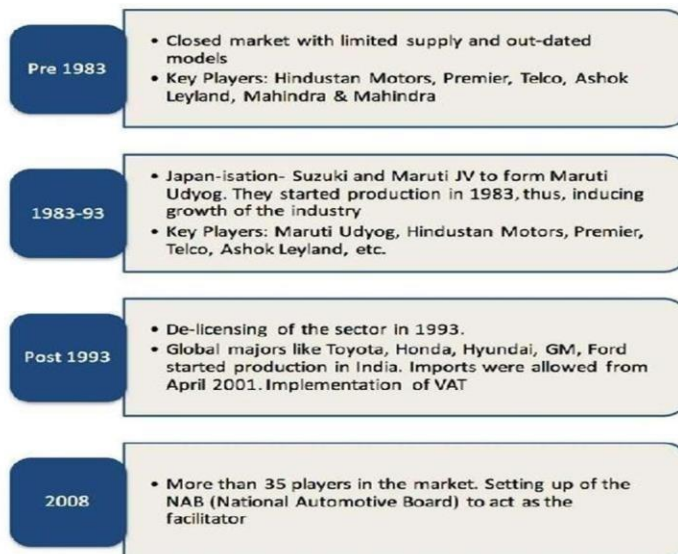 Pre 1983
• Closed market with limited supply and out-dated
models
• Key Players: Hindustan Motors, Premier, Telco, Ashok
Leyland, Mahindra & Mahindra
1983-93
• Japan-isation- Suzuki and Maruti JV to form Maruti
Udyog. They started production in 1983, thus, inducing
growth of the industry
• Key Players: Maruti Udyog, Hindustan Motors, Premier,
Telco, Ashok Leyland, etc.
Post 1993
• De-licensing of the sector in 1993.
• Global majors like Toyota, Honda, Hyundai, GM, Ford
started production in India. Imports were allowed from
April 2001. Implementation of VAT
2008
• More than 35 players in the market. Setting up of the
NAB (National Automotive Board) to act as the
facilitator